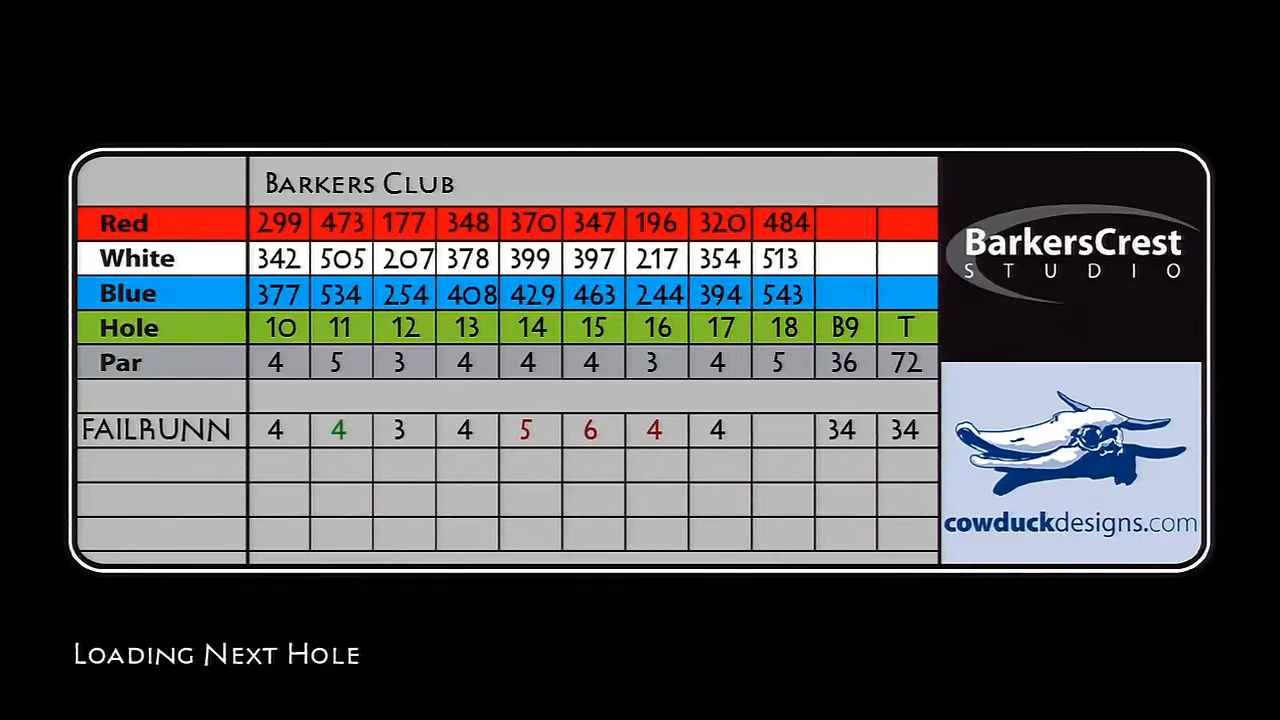 Barkers Club
Red 299 473 177 348 370 347 196 320 484
White 342 505 207 378 399 397 217 354 513
Blue 377 534 254 408 429 463 244 394 543
Hole 10 11 12 13 14 15 16 17 18 B9 T
Par 4 5 3 4 4 4 3 4 5 36 72
FAILRUNN 4 4 3 4 5 6 4 4 34 34
BarkersCrest
STUDIO
cowduckdesigns.com
Loading Next Hole